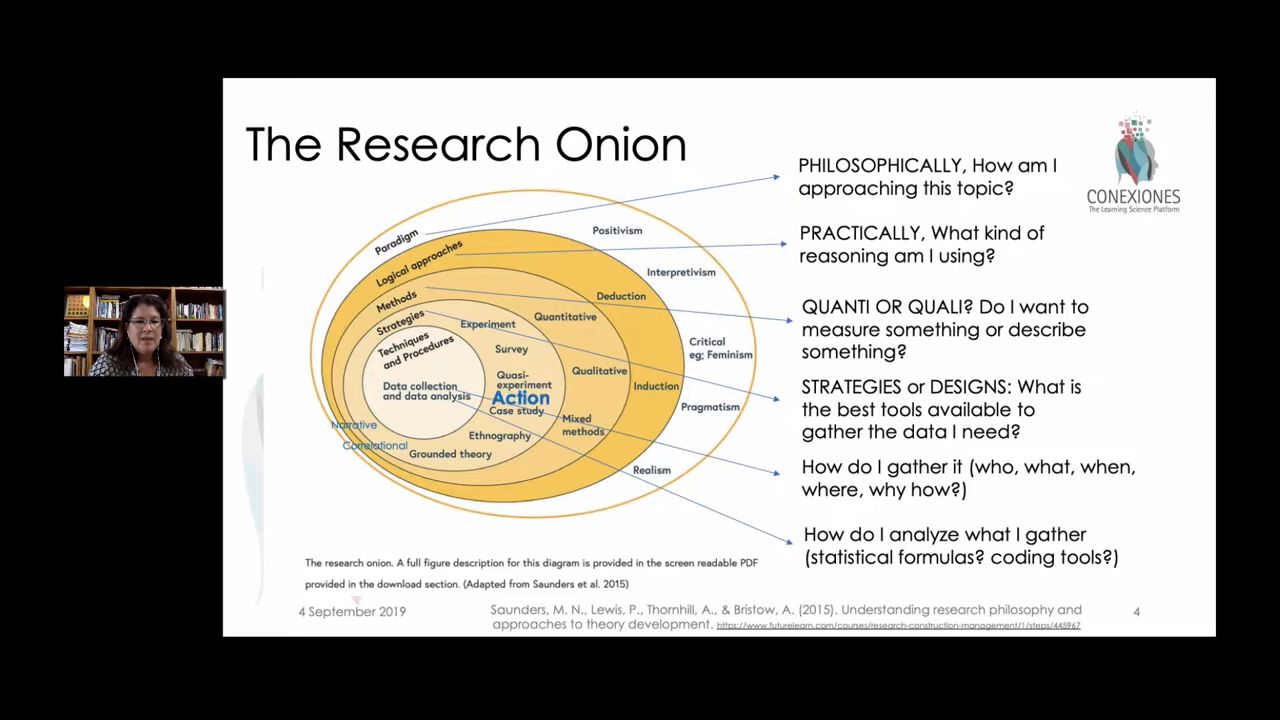 The Research Onion
CONEXIONES
The Learning Science Platform
PHILOSOPHICALLY, How am I
approaching this topic?
PRACTICALLY, What kind of
reasoning am I using?
QUANTI OR QUALI? Do I want to
measure something or describe
something?
STRATEGIES or DESIGNS: What is
the best tools available to
gather the data I need?
How do I gather it (who, what, when,
where, why how?)
How do I analyze what I gather
(statistical formulas? coding tools?)
Paradigm
Logical approaches
Methods
Strategies
Techniques
and Procedures
Data collection
and data analysis
Positivism
Interpretivism
Critical
eg; Feminism
Pragmatism
Realism
Deduction
Induction
Quantitative
Qualitative
Mixed
methods
Experiment
Survey
Quasi-
experiment
Action
Case study
Ethnography
Grounded theory
Narrative
Correlational
The research onion. A full figure description for this diagram is provided in the screen readable PDF
provided in the download section. (Adapted from Saunders et al. 2015)
4 September 2019
Saunders, M. N., Lewis, P., Thornhill, A., & Bristow, A. (2015). Understanding research philosophy and
approaches to theory development. https://www.futurelearn.com/courses/research-construction-management/1/steps/445967
4